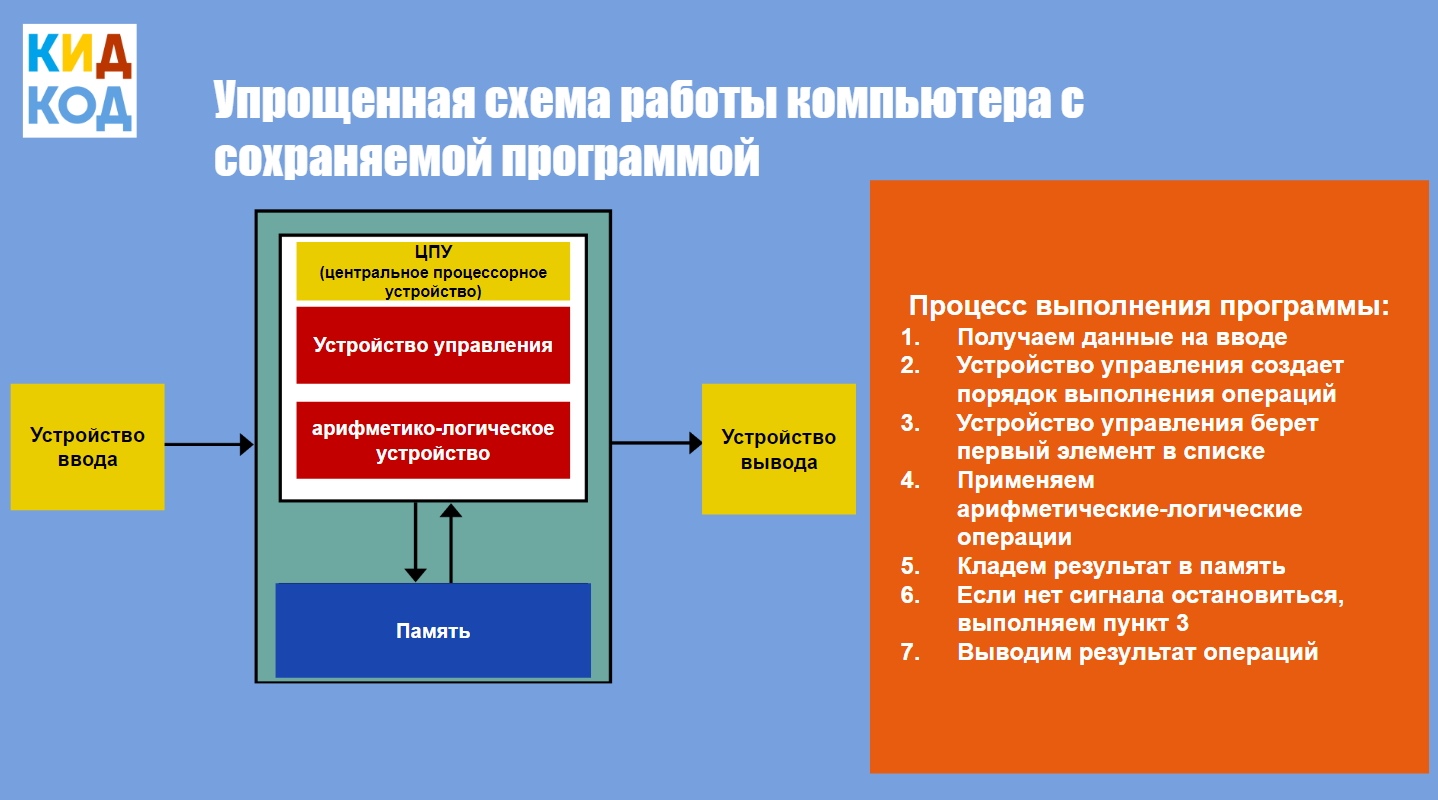 КИД
КОД
Упрощенная схема работы компьютера с
сохраняемой программой
ЦПУ
(центральное процессорное
устройство)
Устройство управления
арифметико-логическое
устройство
Устройство
ввода
Устройство
вывода
Память
Процесс выполнения программы:
1. Получаем данные на вводе
2. Устройство управления создает
порядок выполнения операций
3. Устройство управления берет
первый элемент в списке
4. Применяем
арифметические-логические
операции
5. Кладем результат в память
6. Если нет сигнала остановиться,
выполняем пункт 3
7. Выводим результат операций